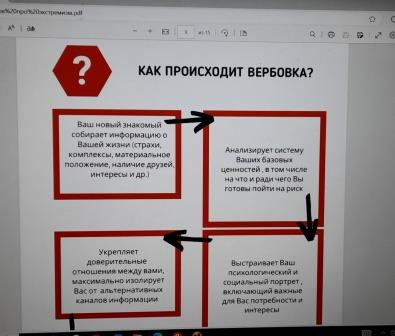 %20про%20экстремизм.pdf
из 15
?
КАК ПРОИСХОДИТ ВЕРБОВКА?
Ваш новый знакомый
собирает информацию о
Вашей жизни (страхи,
комплексы, материальное
положение, наличие друзей,
интересы и др.)
Анализирует систему
Ваших базовых
ценностей, в том числе
на что и ради чего Вы
готовы пойти на риск
Укрепляет
доверительные
отношения между вами,
максимально изолирует
Вас от альтернативных
каналов информации
Выстраивает Ваш
психологический и
социальный портрет,
включающий важные
для Вас потребности и
интересы